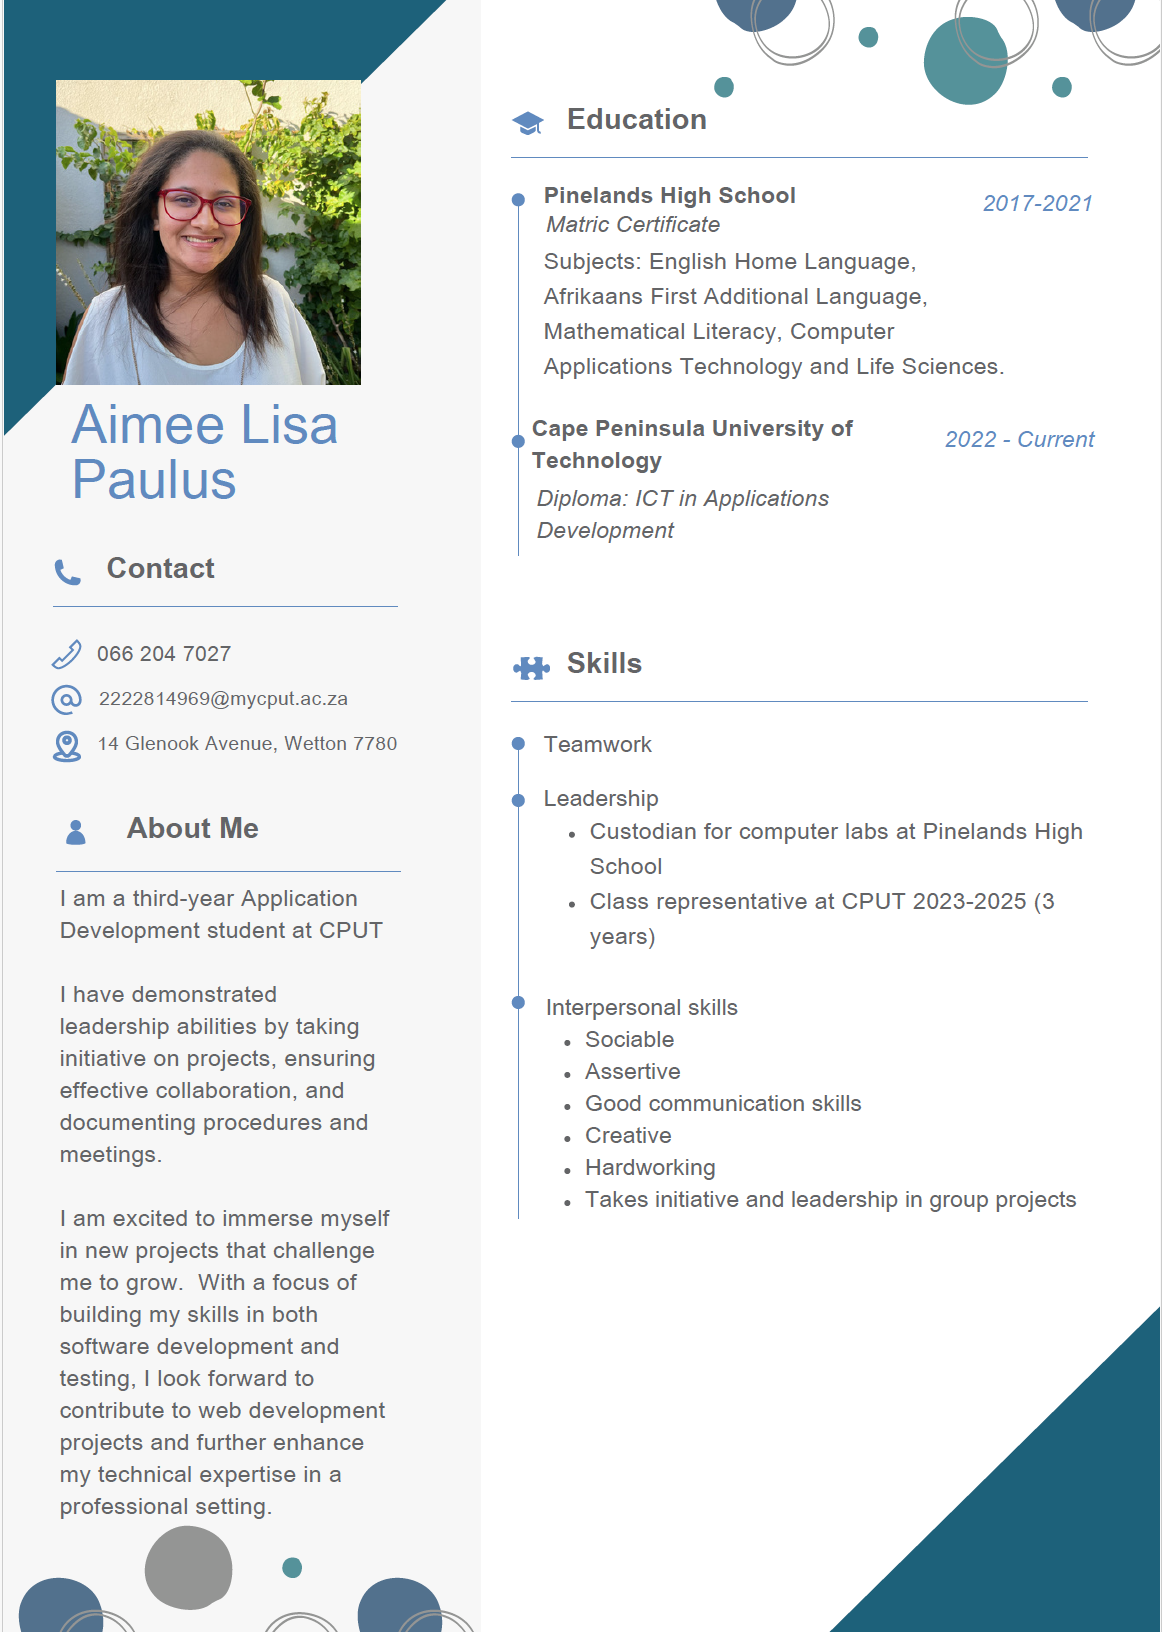 Aimee Lisa
Paulus
Contact
066 204 7027
2222814969@mycput.ac.za
14 Glenook Avenue, Wetton 7780
About Me
I am a third-year Application
Development student at CPUT
I have demonstrated
leadership abilities by taking
initiative on projects, ensuring
effective collaboration, and
documenting procedures and
meetings.
I am excited to immerse myself
in new projects that challenge
me to grow.  With a focus of
building my skills in both
software development and
testing, I look forward to
contribute to web development
projects and further enhance
my technical expertise in a
professional setting.
Education
Pinelands High School
2017-2021
Matric Certificate
Subjects: English Home Language,
Afrikaans First Additional Language,
Mathematical Literacy, Computer
Applications Technology and Life Sciences.
Cape Peninsula University of
Technology
2022 - Current
Diploma: ICT in Applications
Development
Skills
Teamwork
Leadership
• Custodian for computer labs at Pinelands High
School
• Class representative at CPUT 2023-2025 (3
years)
Interpersonal skills
• Sociable
• Assertive
• Good communication skills
• Creative
• Hardworking
• Takes initiative and leadership in group projects